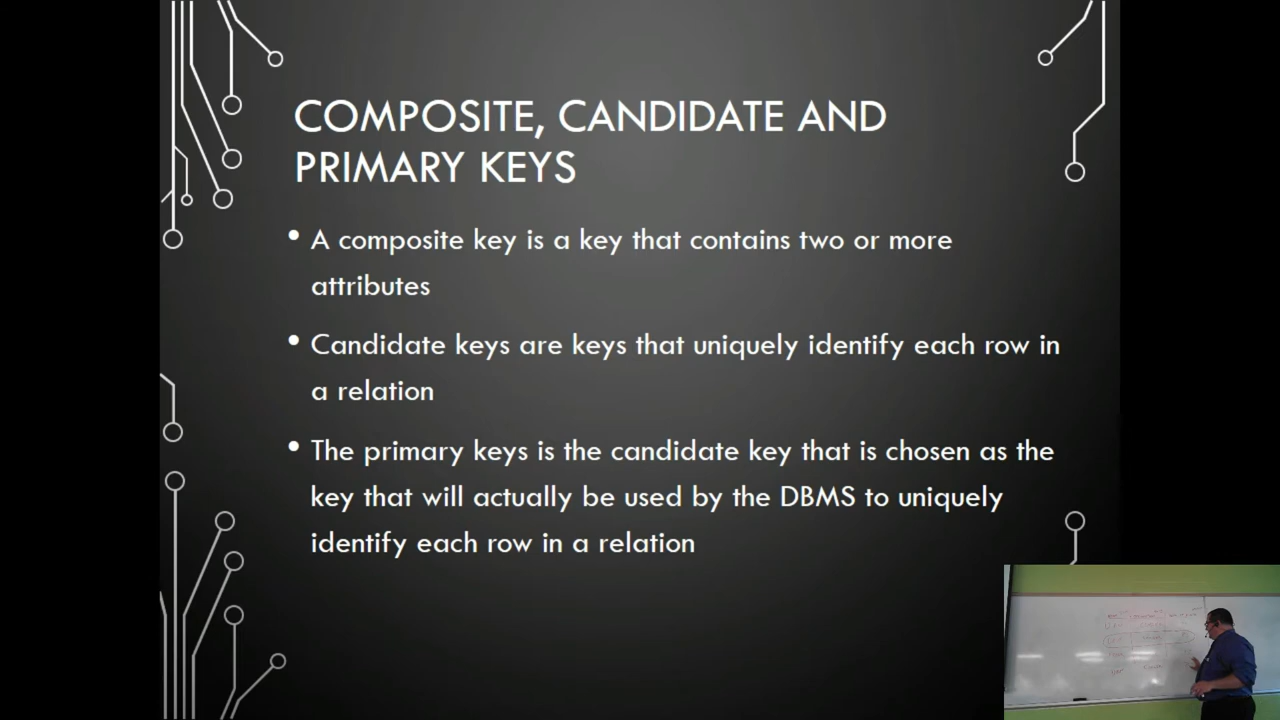 COMPOSITE, CANDIDATE AND
PRIMARY KEYS
• A composite key is a key that contains two or more
attributes
• Candidate keys are keys that uniquely identify each row in
a relation
• The primary keys is the candidate key that is chosen as the
key that will actually be used by the DBMS to uniquely
identify each row in a relation